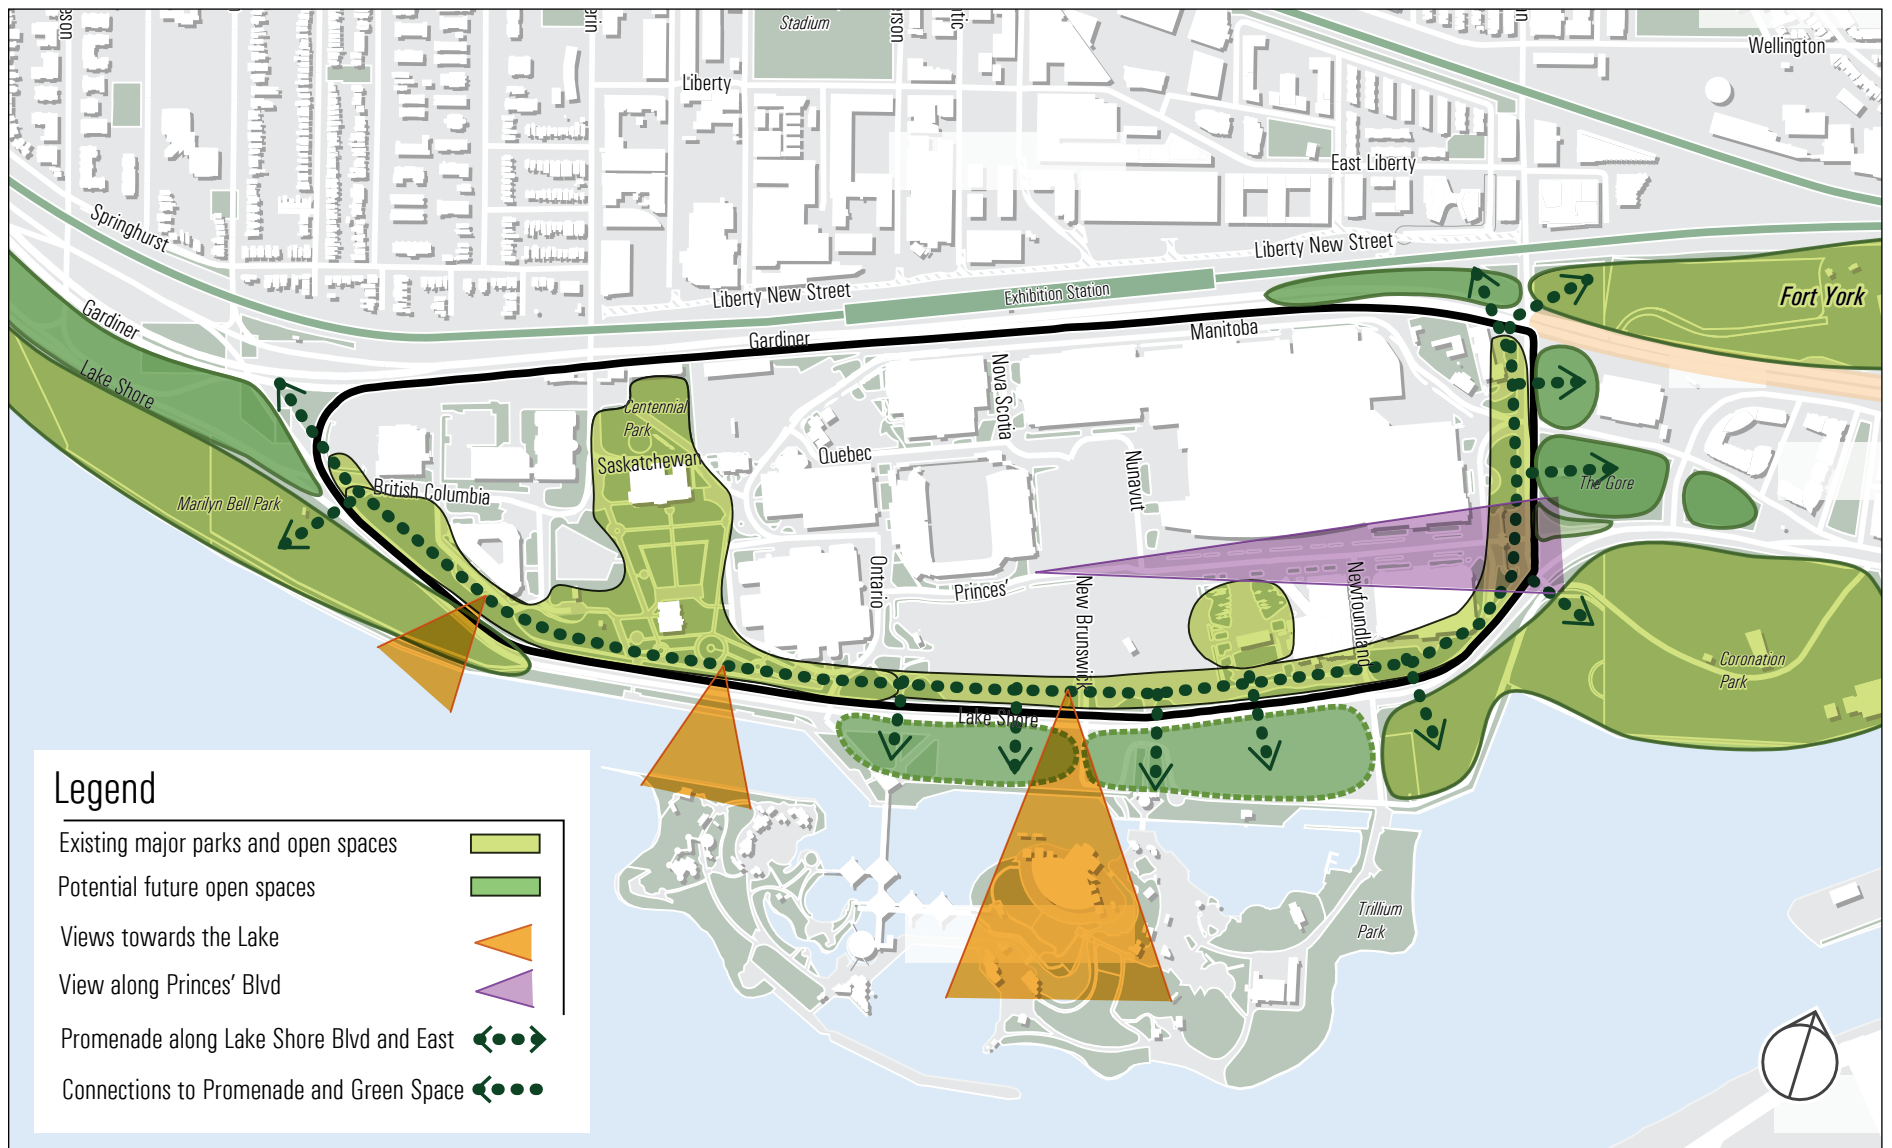 Stadium
Wellington
Liberty
East Liberty
Springhurst
Liberty New Street
Liberty New Street
Exhibition Station
Fort York
Gardiner
Gardiner
Manitoba
Lake Shore
Nova Scotia
Centennial
Park
Quebec
Saskatchewan
British Columbia
Nunavut
Marilyn Bell Park
The Gore
Ontario
Princes'
New Brunswick
Newfoundland
Coronation
Park
Lake Shore
Trillium
Park
Legend
Existing major parks and open spaces
Potential future open spaces
Views towards the Lake
View along Princes' Blvd
Promenade along Lake Shore Blvd and East
Connections to Promenade and Green Space